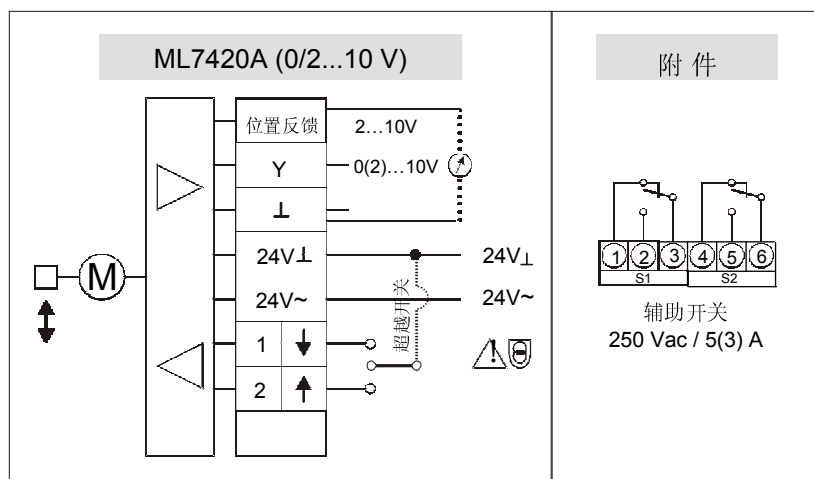 ML7420A (0/2...10 V)
附 件
位置反馈 2...10V
Y 0(2)...10V
⊥
24V⊥ 24V⊥
24V~ 24V~
超越开关
1
2
M
1 2 3 4 5 6
S1 S2
辅助开关
250 Vac / 5(3) A